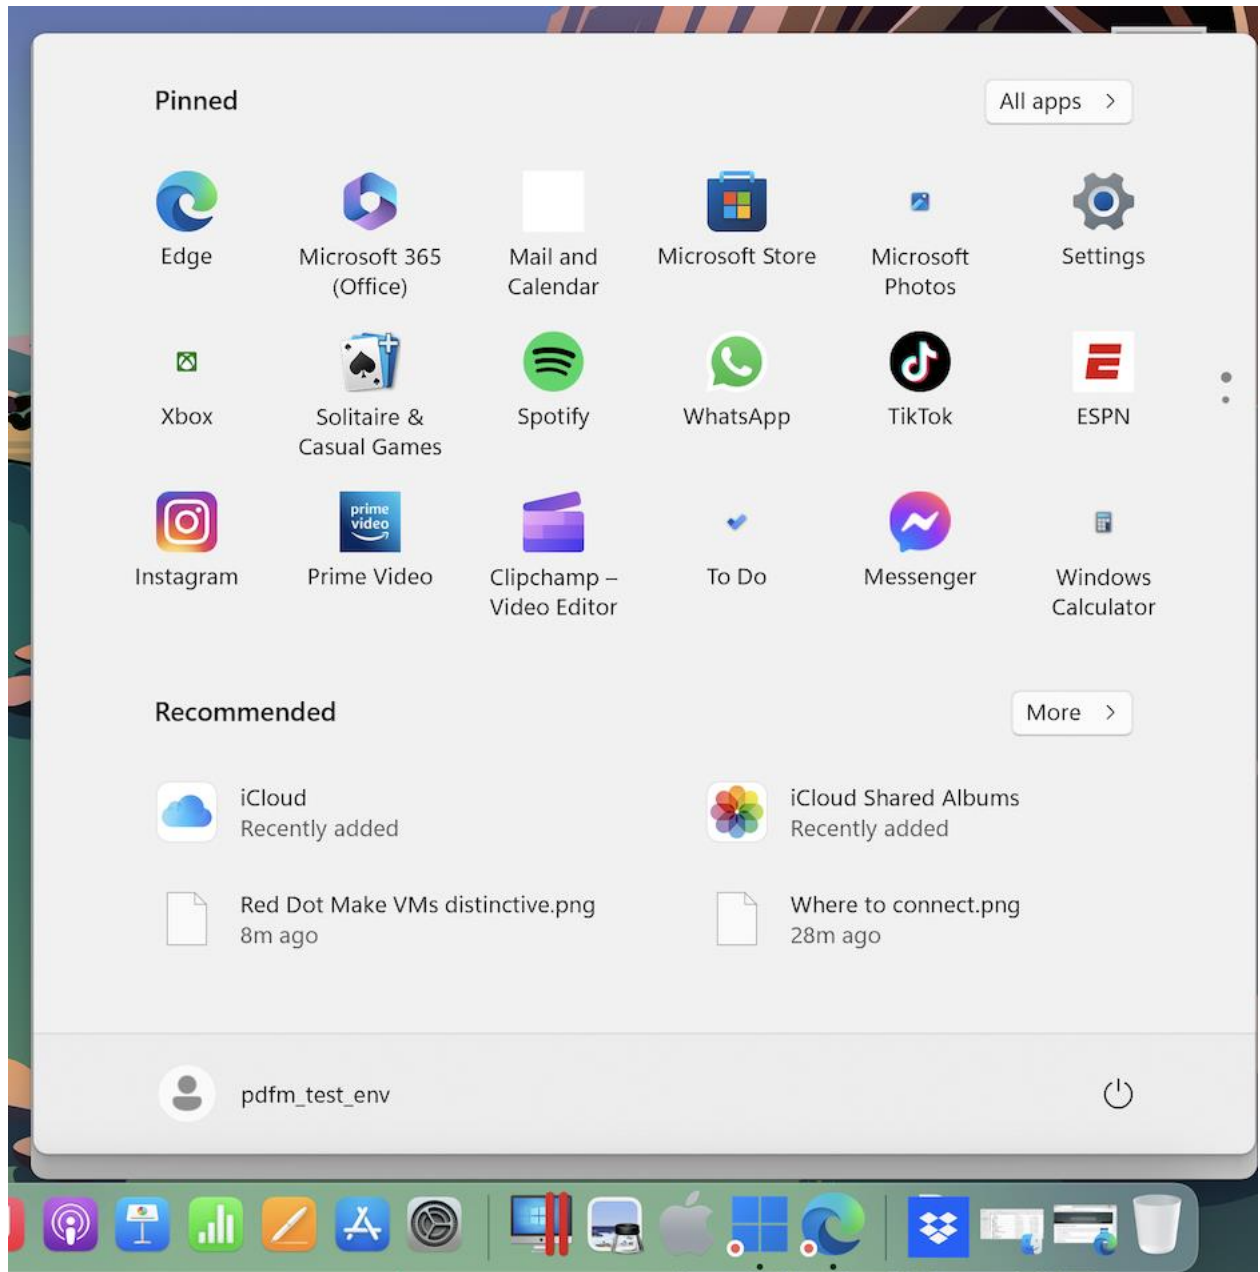 Pinned
All apps
Edge
Microsoft 365
(Office)
Mail and
Calendar
Microsoft Store
Microsoft
Photos
Settings
Xbox
Solitaire &
Casual Games
Spotify
WhatsApp
TikTok
ESPN
prime
video
Instagram
Prime Video
Clipchamp –
Video Editor
To Do
Messenger
Windows
Calculator
Recommended
More
iCloud
Recently added
iCloud Shared Albums
Recently added
Red Dot Make VMs distinctive.png
8m ago
Where to connect.png
28m ago
pdfm_test_env